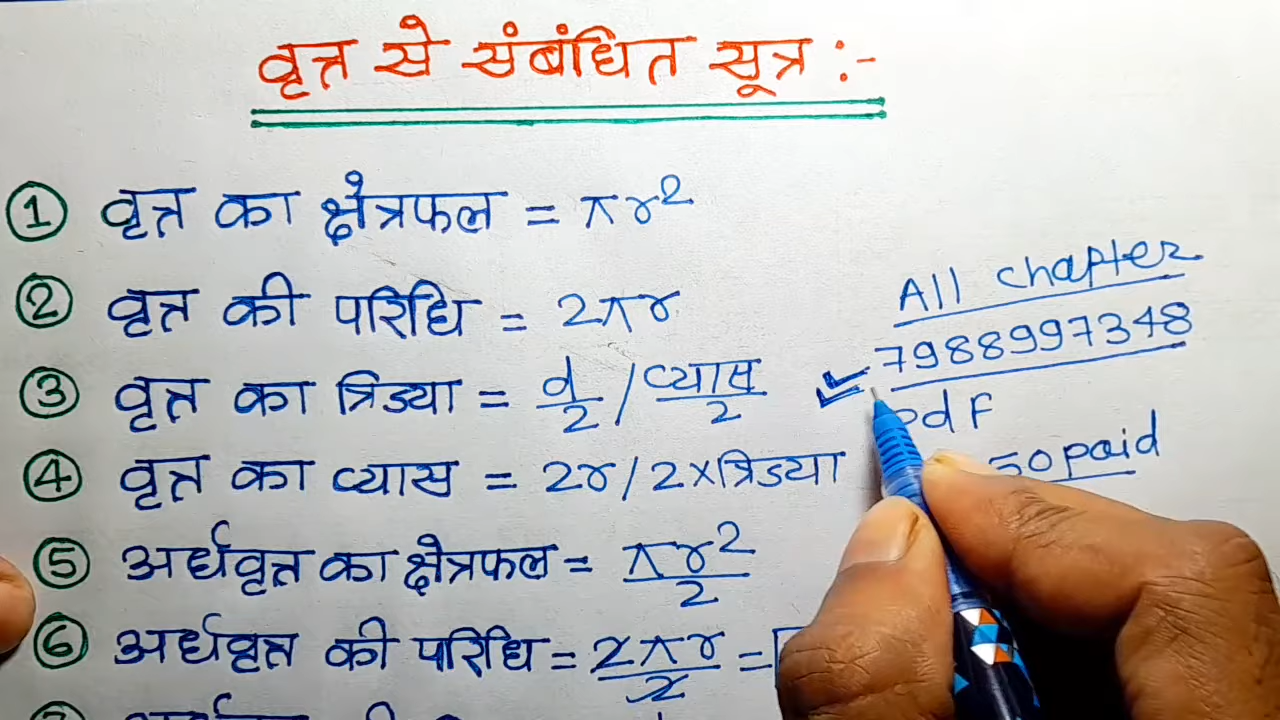 वृत्त से संबंधित सूत्र :-
① वृत्त का क्षेत्रफल = πr²
② वृत्त की परिधि = 2πr
③ वृत्त का त्रिज्या = d/2 / व्यास/2
④ वृत्त का व्यास = 2r / 2×त्रिज्या
⑤ अर्धवृत्त का क्षेत्रफल = πr²/2
⑥ अर्धवृत्त की परिधि = 2πr/2 =
All chapter
7988997348
pdf
50 paid